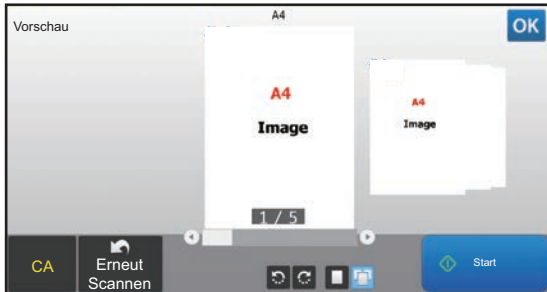 A4
Vorschau
OK
A4
Image
A4
Image
1 / 5
CA
Erneut
Scannen
Start